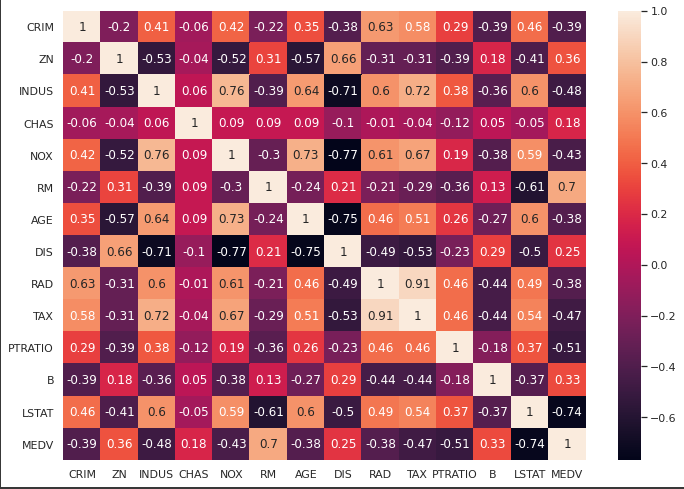 CRIM 1 -0.2 0.41 -0.06 0.42 -0.22 0.35 -0.38 0.63 0.58 0.29 -0.39 0.46 -0.39
ZN -0.2 1 -0.53 -0.04 -0.52 0.31 -0.57 0.66 -0.31 -0.31 -0.39 0.18 -0.41 0.36
INDUS 0.41 -0.53 1 0.06 0.76 -0.39 0.64 -0.71 0.6 0.72 0.38 -0.36 0.6 -0.48
CHAS -0.06 -0.04 0.06 1 0.09 0.09 0.09 -0.1 -0.01 -0.04 -0.12 0.05 -0.05 0.18
NOX 0.42 -0.52 0.76 0.09 1 -0.3 0.73 -0.77 0.61 0.67 0.19 -0.38 0.59 -0.43
RM -0.22 0.31 -0.39 0.09 -0.3 1 -0.24 0.21 -0.21 -0.29 -0.36 0.13 -0.61 0.7
AGE 0.35 -0.57 0.64 0.09 0.73 -0.24 1 -0.75 0.46 0.51 0.26 -0.27 0.6 -0.38
DIS -0.38 0.66 -0.71 -0.1 -0.77 0.21 -0.75 1 -0.49 -0.53 -0.23 0.29 -0.5 0.25
RAD 0.63 -0.31 0.6 -0.01 0.61 -0.21 0.46 -0.49 1 0.91 0.46 -0.44 0.49 -0.38
TAX 0.58 -0.31 0.72 -0.04 0.67 -0.29 0.51 -0.53 0.91 1 0.46 -0.44 0.54 -0.47
PTRATIO 0.29 -0.39 0.38 -0.12 0.19 -0.36 0.26 -0.23 0.46 0.46 1 -0.18 0.37 -0.51
B -0.39 0.18 -0.36 0.05 -0.38 0.13 -0.27 0.29 -0.44 -0.44 -0.18 1 -0.37 0.33
LSTAT 0.46 -0.41 0.6 -0.05 0.59 -0.61 0.6 -0.5 0.49 0.54 0.37 -0.37 1 -0.74
MEDV -0.39 0.36 -0.48 0.18 -0.43 0.7 -0.38 0.25 -0.38 -0.47 -0.51 0.33 -0.74 1
CRIM ZN INDUS CHAS NOX RM AGE DIS RAD TAX PTRATIO B LSTAT MEDV
1.0
0.8
0.6
0.4
0.2
0.0
−0.2
−0.4
−0.6